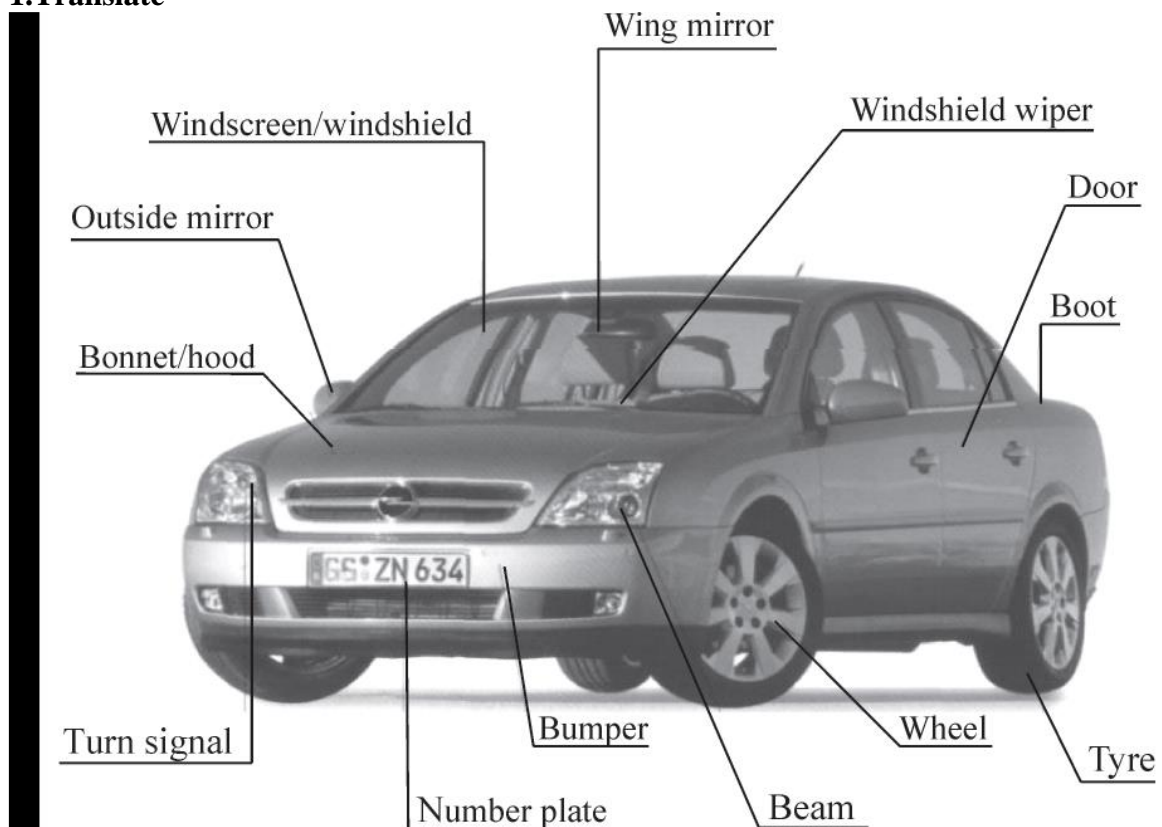 1.Translate
Wing mirror
Windscreen/windshield
Windshield wiper
Door
Outside mirror
Boot
Bonnet/hood
GS ZN 634
Turn signal
Bumper
Wheel
Tyre
Number plate
Beam